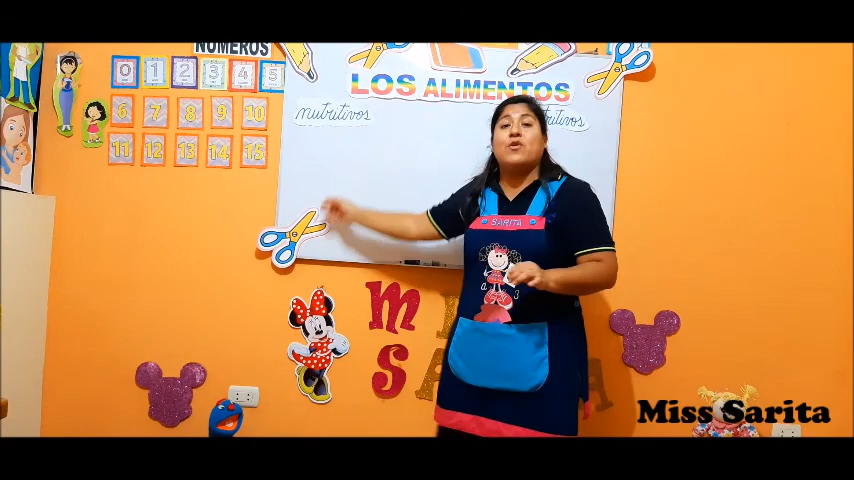 NÚMEROS
0 1 2 3 4 5
6 7 8 9 10
11 12 13 14 15
LOS ALIMENTOS
nutritivos
SARITA
M
S
Miss Sarita